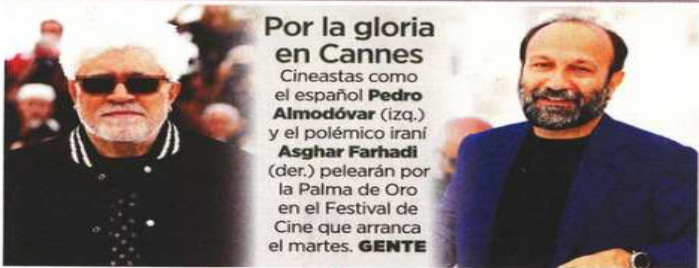 Por la gloria
en Cannes
Cineastas como
el español Pedro
Almodóvar (izq.)
y el polémico iraní
Asghar Farhadi
(der.) pelearán por
la Palma de Oro
en el Festival de
Cine que arranca
el martes. GENTE